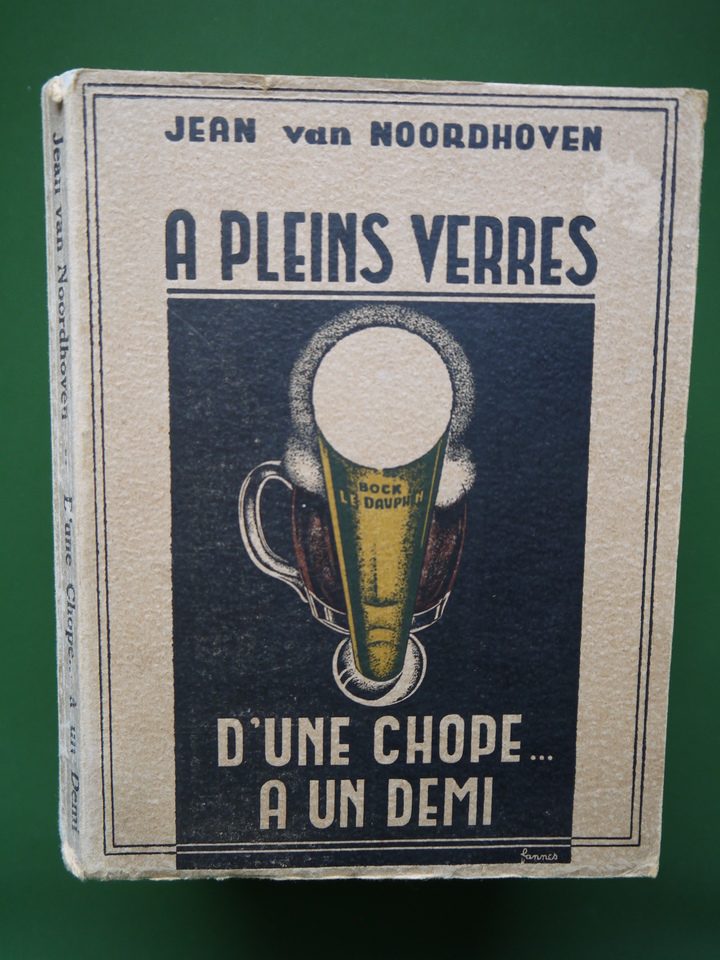 JEAN van NOORDHOVEN
A PLEINS VERRES
BOCK
LE DAUPHIN
D'UNE CHOPE...
A UN DEMI
fannes
Jean van Noordhoven -- D'une Chope... à un Demi